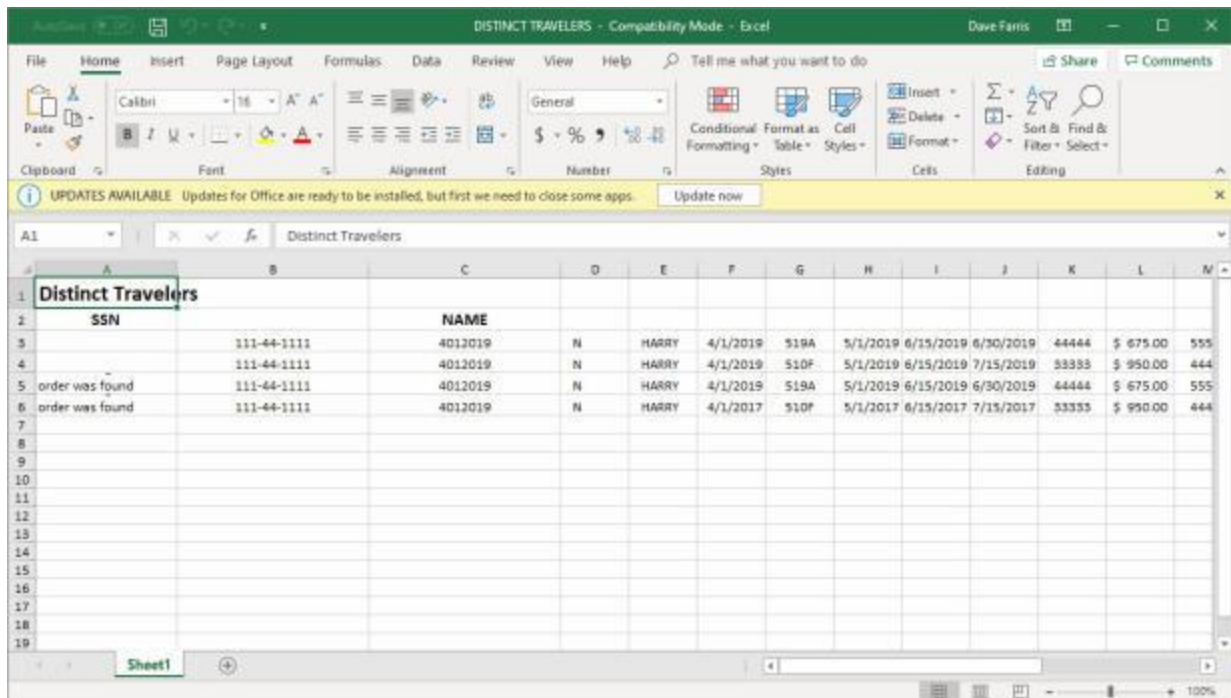 AutoSave Off DISTINCT TRAVELERS - Compatibility Mode - Excel Dave Farris
File Home Insert Page Layout Formulas Data Review View Help Tell me what you want to do Share Comments
Calibri 16 General Insert
Paste Conditional Format as Cell Delete Sort & Find &
Formatting Table Styles Format Filter Select
Clipboard Font Alignment Number Styles Cells Editing
UPDATES AVAILABLE Updates for Office are ready to be installed, but first we need to close some apps. Update now
A1 fx Distinct Travelers
A B C D E F G H I J K L M
1 Distinct Travelers
2 SSN NAME
3 111-44-1111 4012019 N HARRY 4/1/2019 519A 5/1/2019 6/15/2019 6/30/2019 44444 $ 675.00 555
4 111-44-1111 4012019 N HARRY 4/1/2019 510F 5/1/2019 6/15/2019 7/15/2019 33333 $ 950.00 444
5 order was found 111-44-1111 4012019 N HARRY 4/1/2019 519A 5/1/2019 6/15/2019 6/30/2019 44444 $ 675.00 555
6 order was found 111-44-1111 4012019 N HARRY 4/1/2017 510F 5/1/2017 6/15/2017 7/15/2017 33333 $ 950.00 444
7
8
9
10
11
12
13
14
15
16
17
18
19
Sheet1
100%